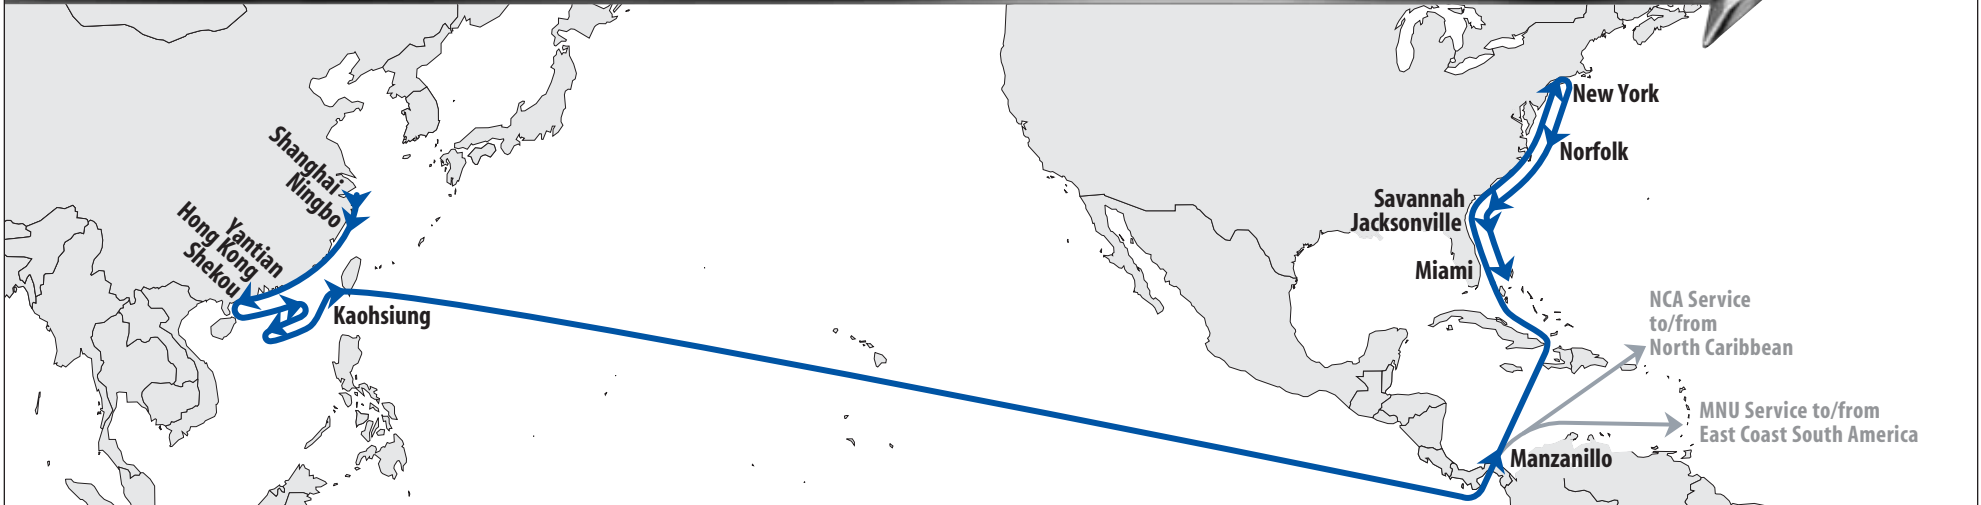 Shanghai
Ningbo
Yantian
Hong Kong
Shekou
Kaohsiung
New York
Norfolk
Savannah
Jacksonville
Miami
NCA Service
to/from
North Caribbean
MNU Service to/from
East Coast South America
Manzanillo